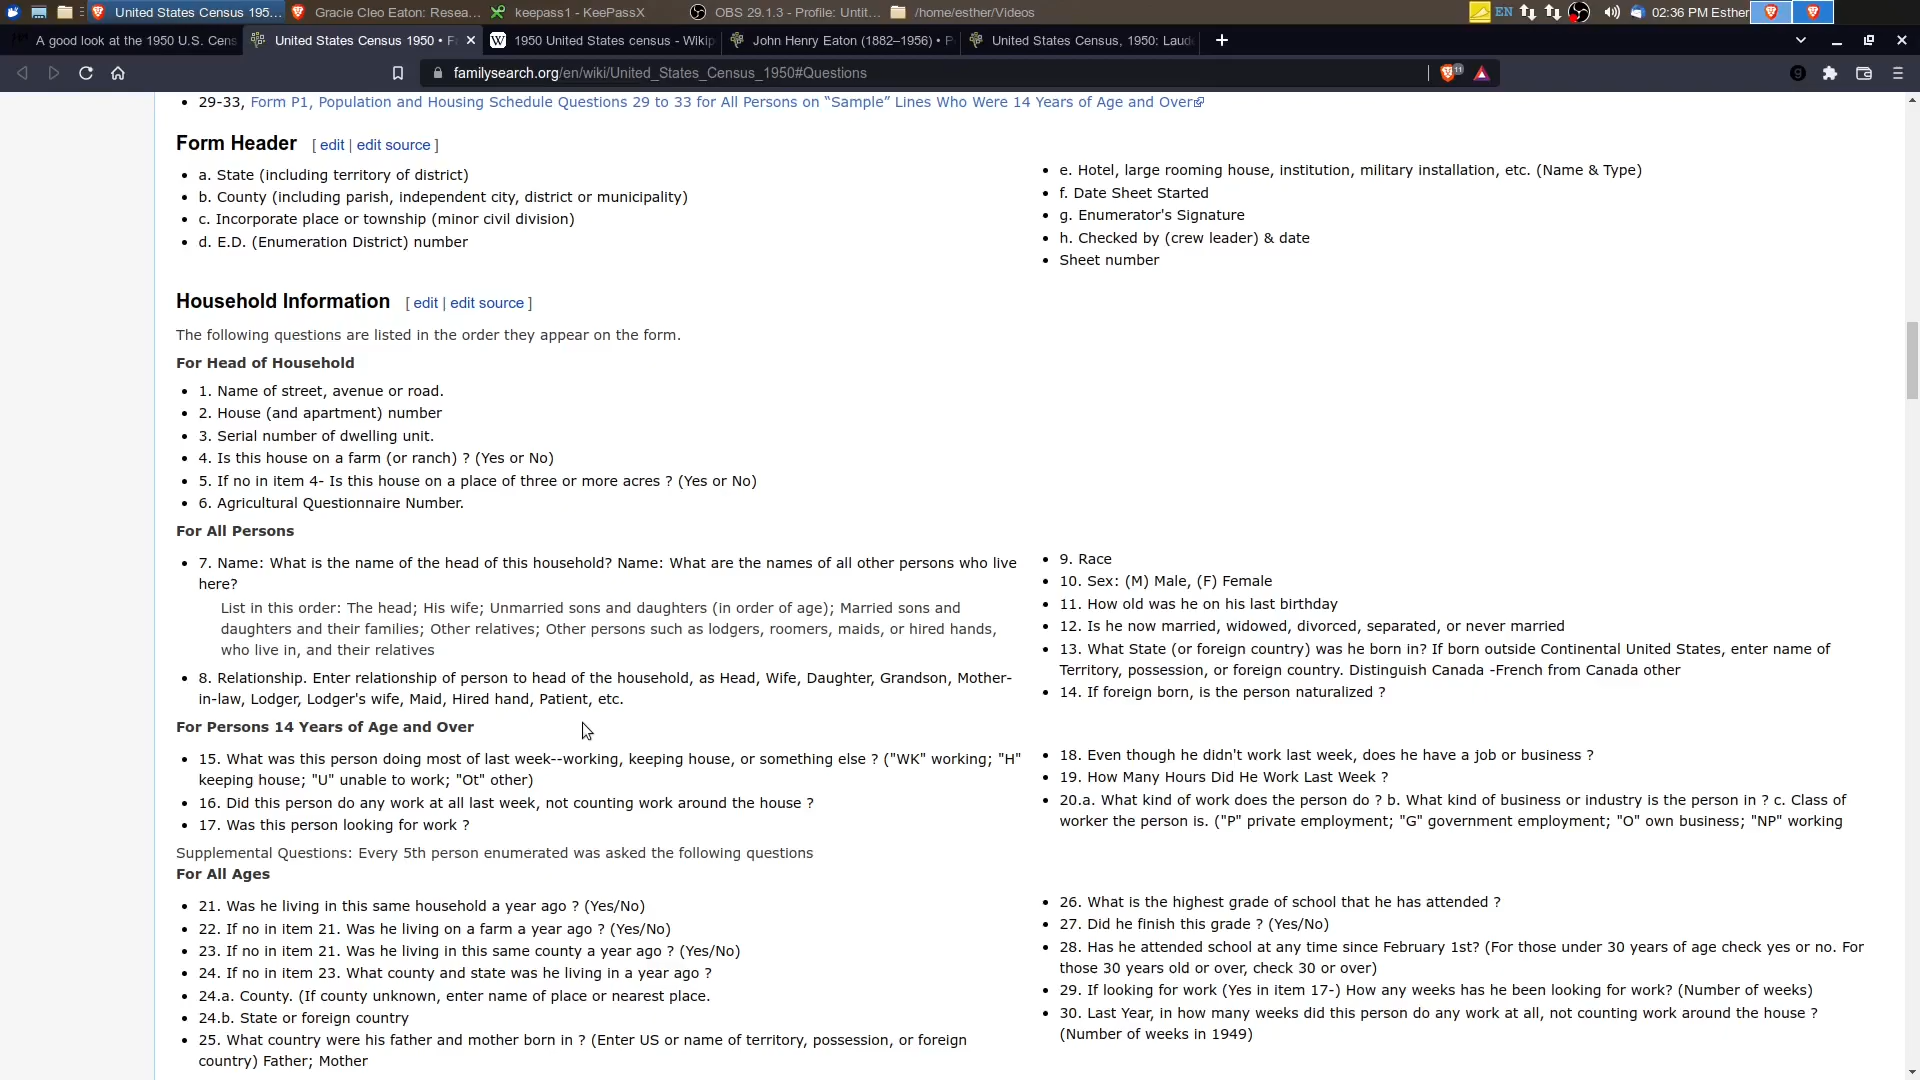 United States Census 195...
Gracie Cleo Eaton: Resea...
keepass1 - KeePassX
OBS 29.1.3 - Profile: Untit...
/home/esther/Videos
EN
02:36 PM Esther
A good look at the 1950 U.S. Cens
United States Census 1950 • F
1950 United States census - Wikip
John Henry Eaton (1882–1956) • P
United States Census, 1950: Laud
familysearch.org/en/wiki/United_States_Census_1950#Questions
11
29-33, Form P1, Population and Housing Schedule Questions 29 to 33 for All Persons on “Sample” Lines Who Were 14 Years of Age and Over
Form Header [ edit | edit source ]
a. State (including territory of district)
b. County (including parish, independent city, district or municipality)
c. Incorporate place or township (minor civil division)
d. E.D. (Enumeration District) number
e. Hotel, large rooming house, institution, military installation, etc. (Name & Type)
f. Date Sheet Started
g. Enumerator's Signature
h. Checked by (crew leader) & date
Sheet number
Household Information [ edit | edit source ]
The following questions are listed in the order they appear on the form.
For Head of Household
1. Name of street, avenue or road.
2. House (and apartment) number
3. Serial number of dwelling unit.
4. Is this house on a farm (or ranch) ? (Yes or No)
5. If no in item 4- Is this house on a place of three or more acres ? (Yes or No)
6. Agricultural Questionnaire Number.
For All Persons
7. Name: What is the name of the head of this household? Name: What are the names of all other persons who live
here?
List in this order: The head; His wife; Unmarried sons and daughters (in order of age); Married sons and
daughters and their families; Other relatives; Other persons such as lodgers, roomers, maids, or hired hands,
who live in, and their relatives
8. Relationship. Enter relationship of person to head of the household, as Head, Wife, Daughter, Grandson, Mother-
in-law, Lodger, Lodger's wife, Maid, Hired hand, Patient, etc.
9. Race
10. Sex: (M) Male, (F) Female
11. How old was he on his last birthday
12. Is he now married, widowed, divorced, separated, or never married
13. What State (or foreign country) was he born in? If born outside Continental United States, enter name of
Territory, possession, or foreign country. Distinguish Canada -French from Canada other
14. If foreign born, is the person naturalized ?
For Persons 14 Years of Age and Over
15. What was this person doing most of last week--working, keeping house, or something else ? ("WK" working; "H"
keeping house; "U" unable to work; "Ot" other)
16. Did this person do any work at all last week, not counting work around the house ?
17. Was this person looking for work ?
18. Even though he didn't work last week, does he have a job or business ?
19. How Many Hours Did He Work Last Week ?
20.a. What kind of work does the person do ? b. What kind of business or industry is the person in ? c. Class of
worker the person is. ("P" private employment; "G" government employment; "O" own business; "NP" working
Supplemental Questions: Every 5th person enumerated was asked the following questions
For All Ages
21. Was he living in this same household a year ago ? (Yes/No)
22. If no in item 21. Was he living on a farm a year ago ? (Yes/No)
23. If no in item 21. Was he living in this same county a year ago ? (Yes/No)
24. If no in item 23. What county and state was he living in a year ago ?
24.a. County. (If county unknown, enter name of place or nearest place.
24.b. State or foreign country
25. What country were his father and mother born in ? (Enter US or name of territory, possession, or foreign
country) Father; Mother
26. What is the highest grade of school that he has attended ?
27. Did he finish this grade ? (Yes/No)
28. Has he attended school at any time since February 1st? (For those under 30 years of age check yes or no. For
those 30 years old or over, check 30 or over)
29. If looking for work (Yes in item 17-) How any weeks has he been looking for work? (Number of weeks)
30. Last Year, in how many weeks did this person do any work at all, not counting work around the house ?
(Number of weeks in 1949)